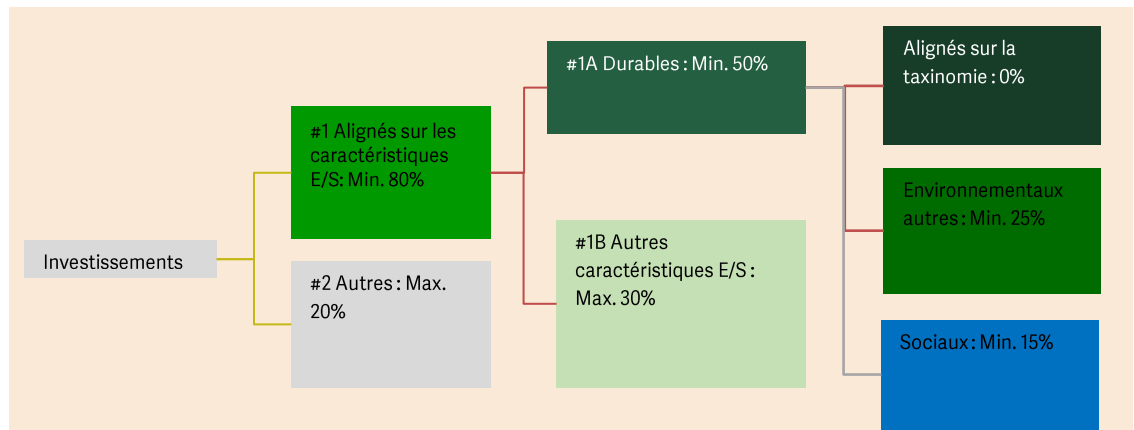 Investissements
#1 Alignés sur les
caractéristiques
E/S: Min. 80%
#2 Autres : Max.
20%
#1A Durables : Min. 50%
#1B Autres
caractéristiques E/S :
Max. 30%
Alignés sur la
taxinomie : 0%
Environnementaux
autres : Min. 25%
Sociaux : Min. 15%